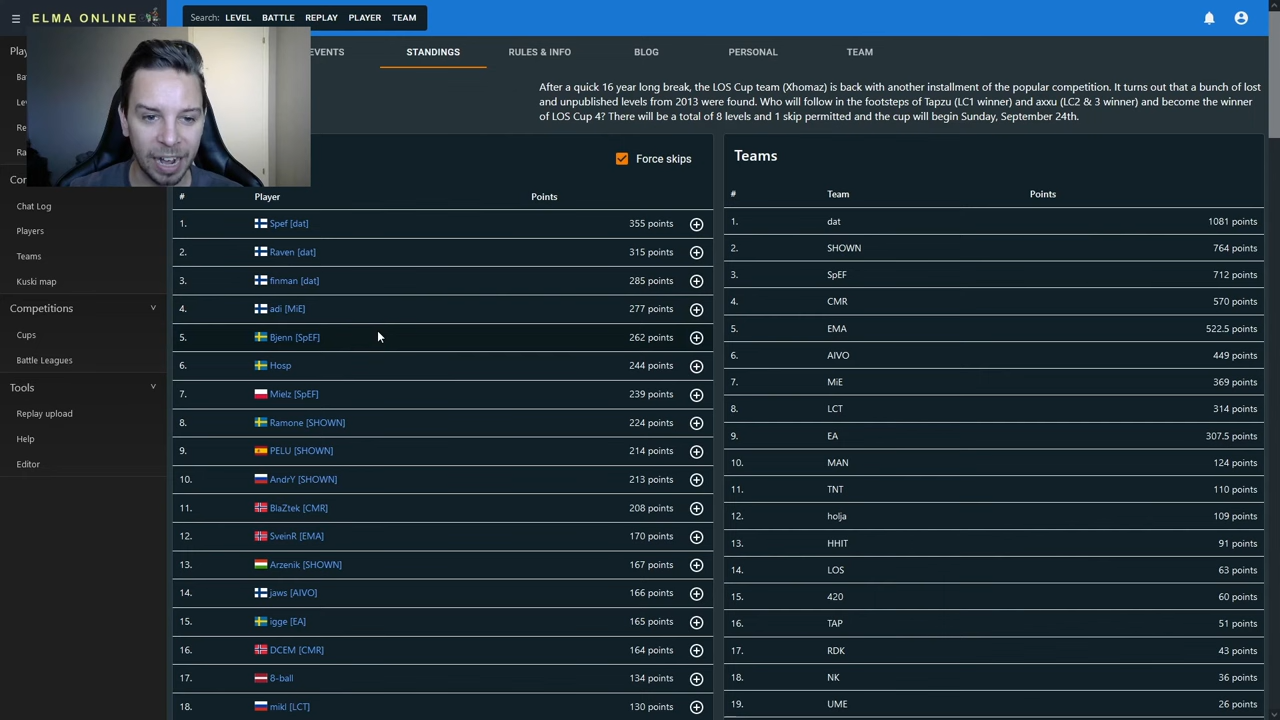 ELMA ONLINE
Search: LEVEL BATTLE REPLAY PLAYER TEAM
EVENTS STANDINGS RULES & INFO BLOG PERSONAL TEAM
After a quick 16 year long break, the LOS Cup team (Xhomaz) is back with another installment of the popular competition. It turns out that a bunch of lost
and unpublished levels from 2013 were found. Who will follow in the footsteps of Tapzu (LC1 winner) and axxu (LC2 & 3 winner) and become the winner
of LOS Cup 4? There will be a total of 8 levels and 1 skip permitted and the cup will begin Sunday, September 24th.
Chat Log
Players
Teams
Kuski map
Competitions
Cups
Battle Leagues
Tools
Replay upload
Help
Editor
Force skips
# Player Points
1. Spef [dat] 355 points
2. Raven [dat] 315 points
3. finman [dat] 285 points
4. adi [MiE] 277 points
5. Bjenn [SpEF] 262 points
6. Hosp 244 points
7. Mielz [SpEF] 239 points
8. Ramone [SHOWN] 224 points
9. PELU [SHOWN] 214 points
10. AndrY [SHOWN] 213 points
11. BlaZtek [CMR] 208 points
12. SveinR [EMA] 170 points
13. Arzenik [SHOWN] 167 points
14. jaws [AIVO] 166 points
15. igge [EA] 165 points
16. DCEM [CMR] 164 points
17. 8-ball 134 points
18. mikl [LCT] 130 points
Teams
# Team Points
1. dat 1081 points
2. SHOWN 764 points
3. SpEF 712 points
4. CMR 570 points
5. EMA 522.5 points
6. AIVO 449 points
7. MiE 369 points
8. LCT 314 points
9. EA 307.5 points
10. MAN 124 points
11. TNT 110 points
12. holja 109 points
13. HHIT 91 points
14. LOS 63 points
15. 420 60 points
16. TAP 51 points
17. RDK 43 points
18. NK 36 points
19. UME 26 points